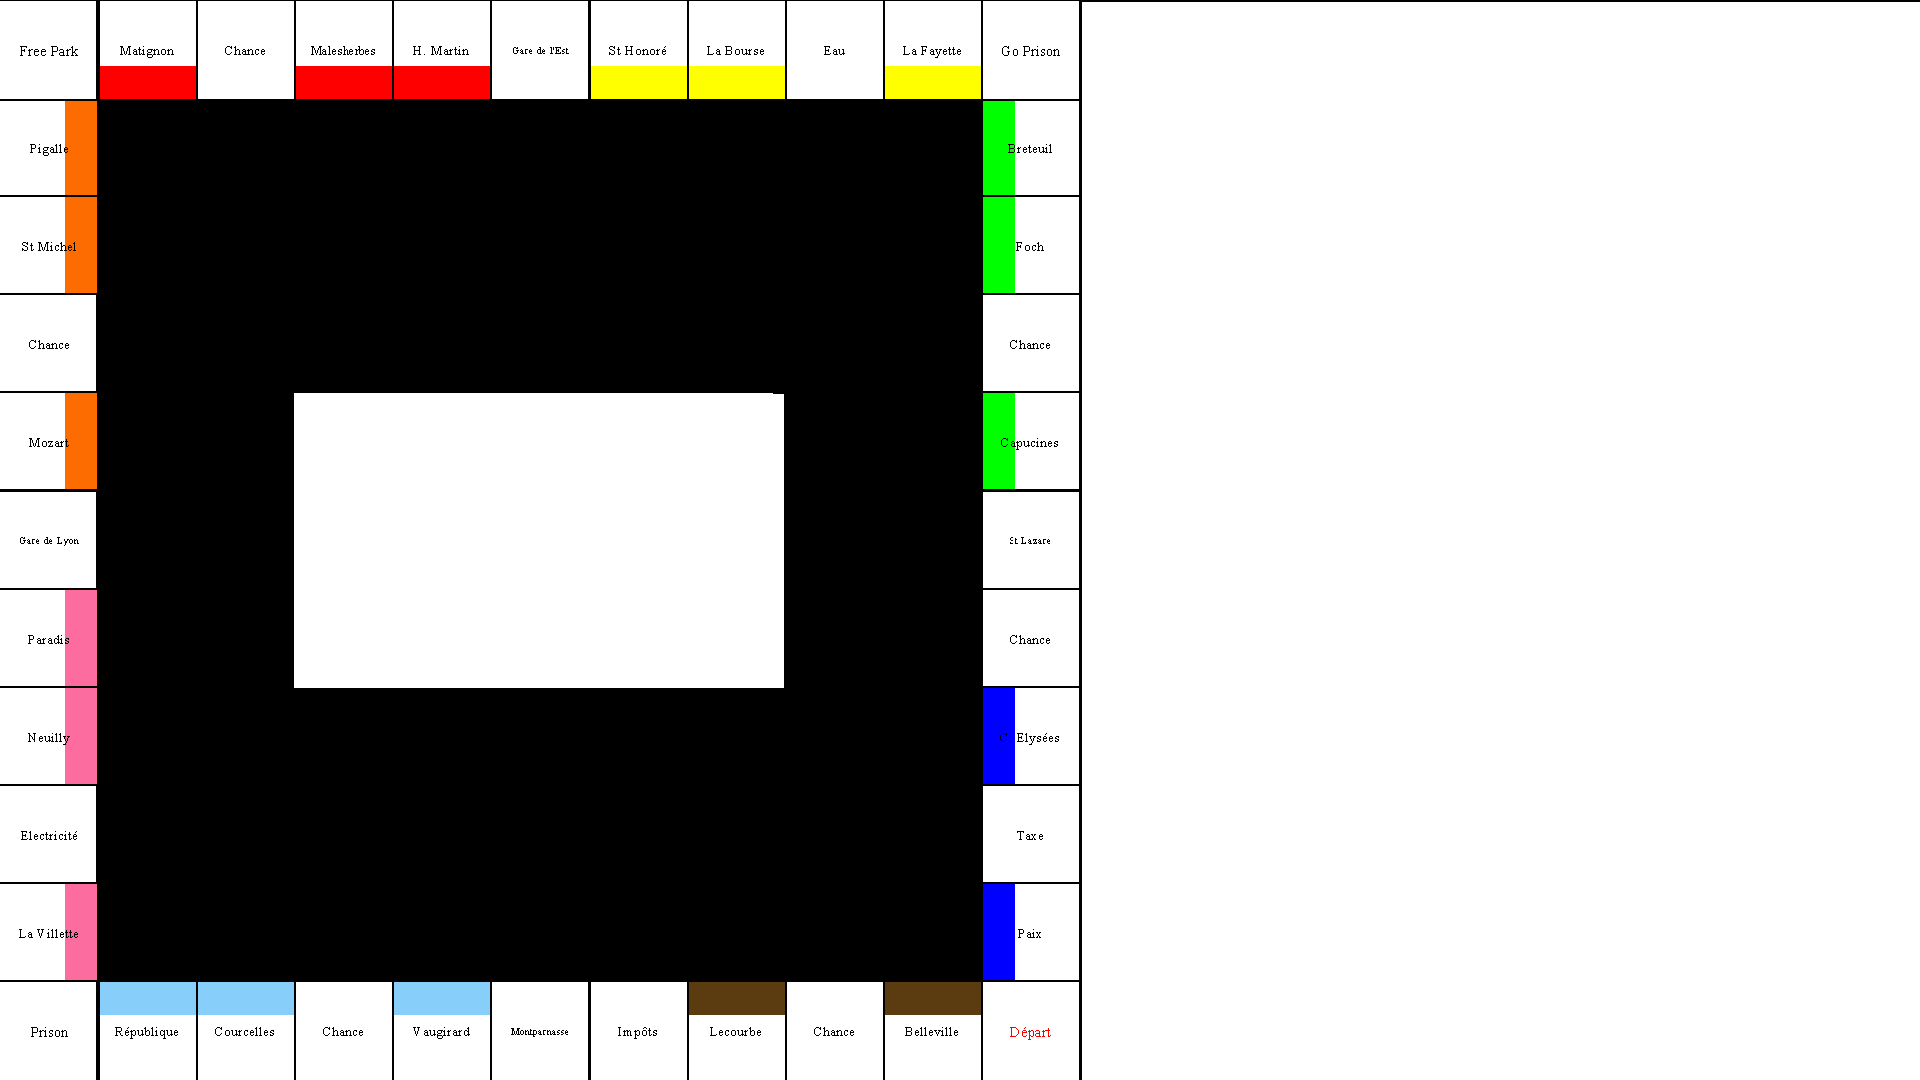 Free Park
Matignon
Chance
Malesherbes
H. Martin
Gare de l'Est
St Honoré
La Bourse
Eau
La Fayette
Go Prison
Pigalle
Breteuil
St Michel
Foch
Chance
Chance
Mozart
Capucines
Gare de Lyon
St Lazare
Paradis
Chance
Neuilly
C. Elysées
Electricité
Taxe
La Villette
Paix
Prison
République
Courcelles
Chance
Vaugirard
Montparnasse
Impôts
Lecourbe
Chance
Belleville
Départ